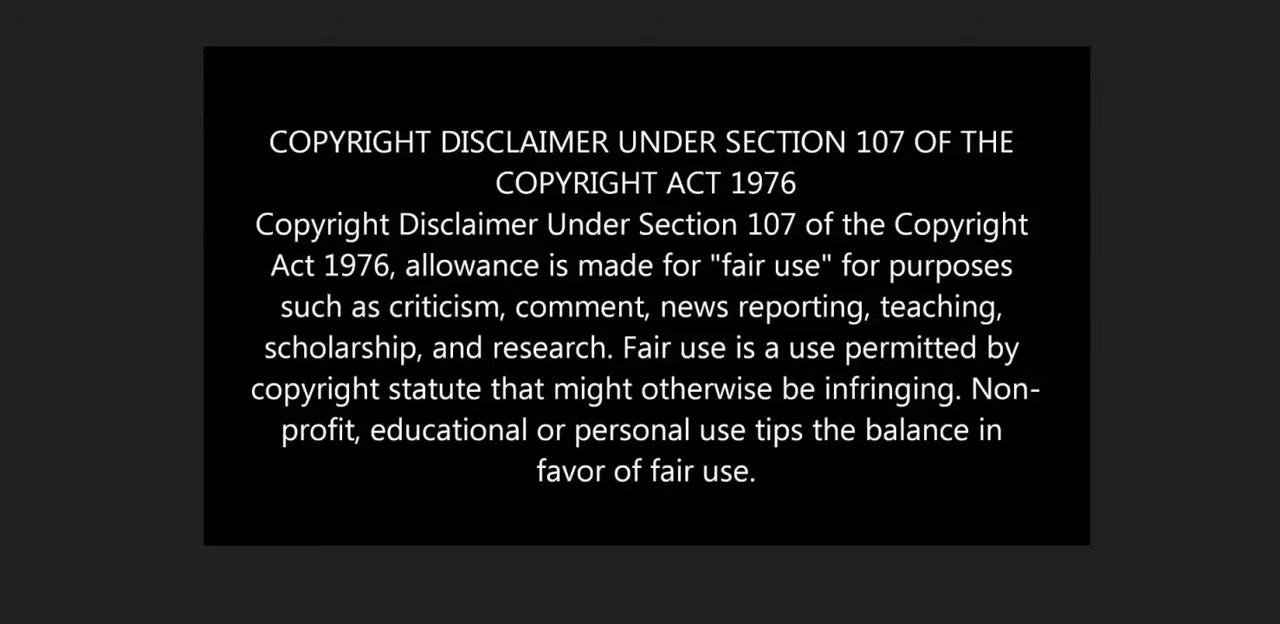 COPYRIGHT DISCLAIMER UNDER SECTION 107 OF THE
COPYRIGHT ACT 1976
Copyright Disclaimer Under Section 107 of the Copyright
Act 1976, allowance is made for "fair use" for purposes
such as criticism, comment, news reporting, teaching,
scholarship, and research. Fair use is a use permitted by
copyright statute that might otherwise be infringing. Non-
profit, educational or personal use tips the balance in
favor of fair use.